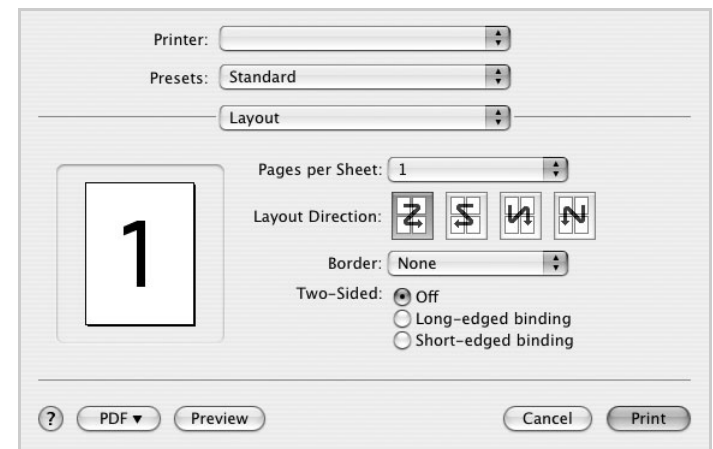 Printer:
Presets: Standard
Layout
1
Pages per Sheet: 1
Layout Direction:
Border: None
Two-Sided: Off
Long-edged binding
Short-edged binding
? PDF▼ Preview Cancel Print